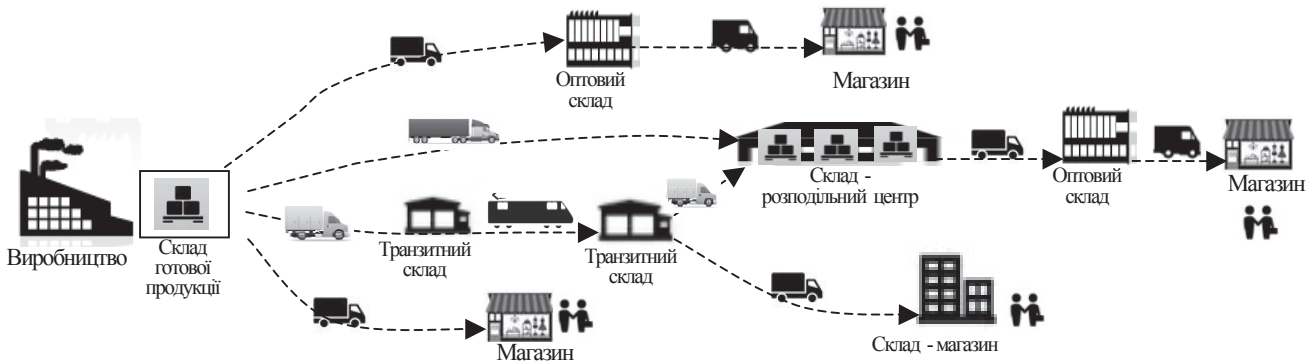 Оптовий
склад
Магазин
Виробництво
Склад
готової
продукції
Транзитний
склад
Транзитний
склад
Склад -
розподільний центр
Оптовий
склад
Магазин
Магазин
Склад - магазин